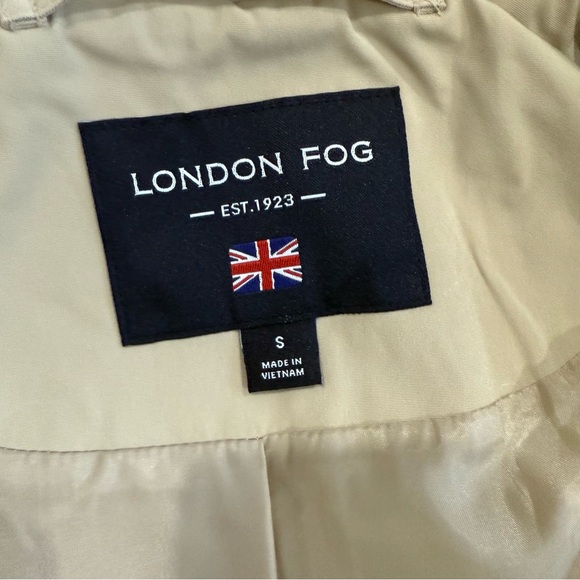 LONDON FOG
— EST.1923 —
S
MADE IN
VIETNAM